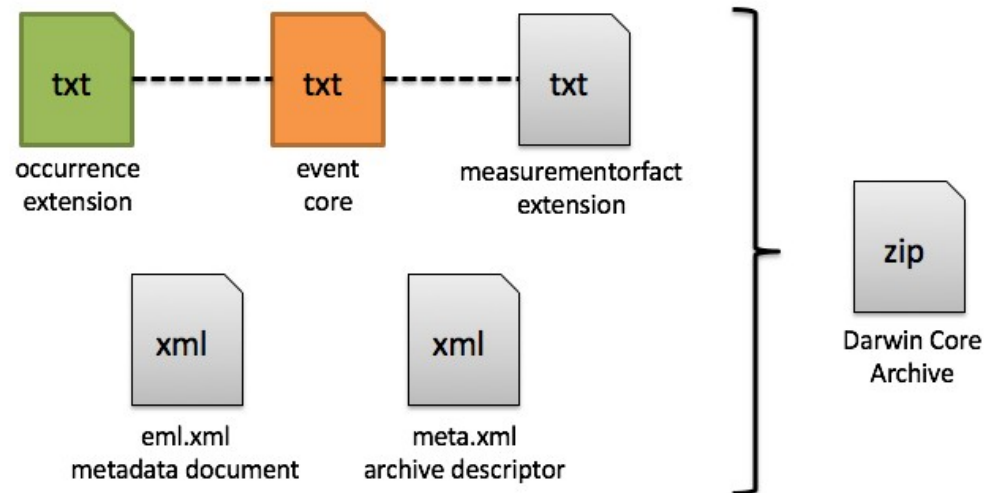 txt
txt
txt
occurrence
extension
event
core
measurementorfact
extension
zip
Darwin Core
Archive
xml
xml
eml.xml
metadata document
meta.xml
archive descriptor